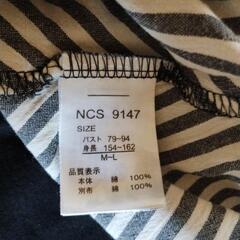 NCS 9147
SIZE
バスト 79-94
身長 154-162
M-L
品質表示
本体 綿 100%
別布 綿 100%